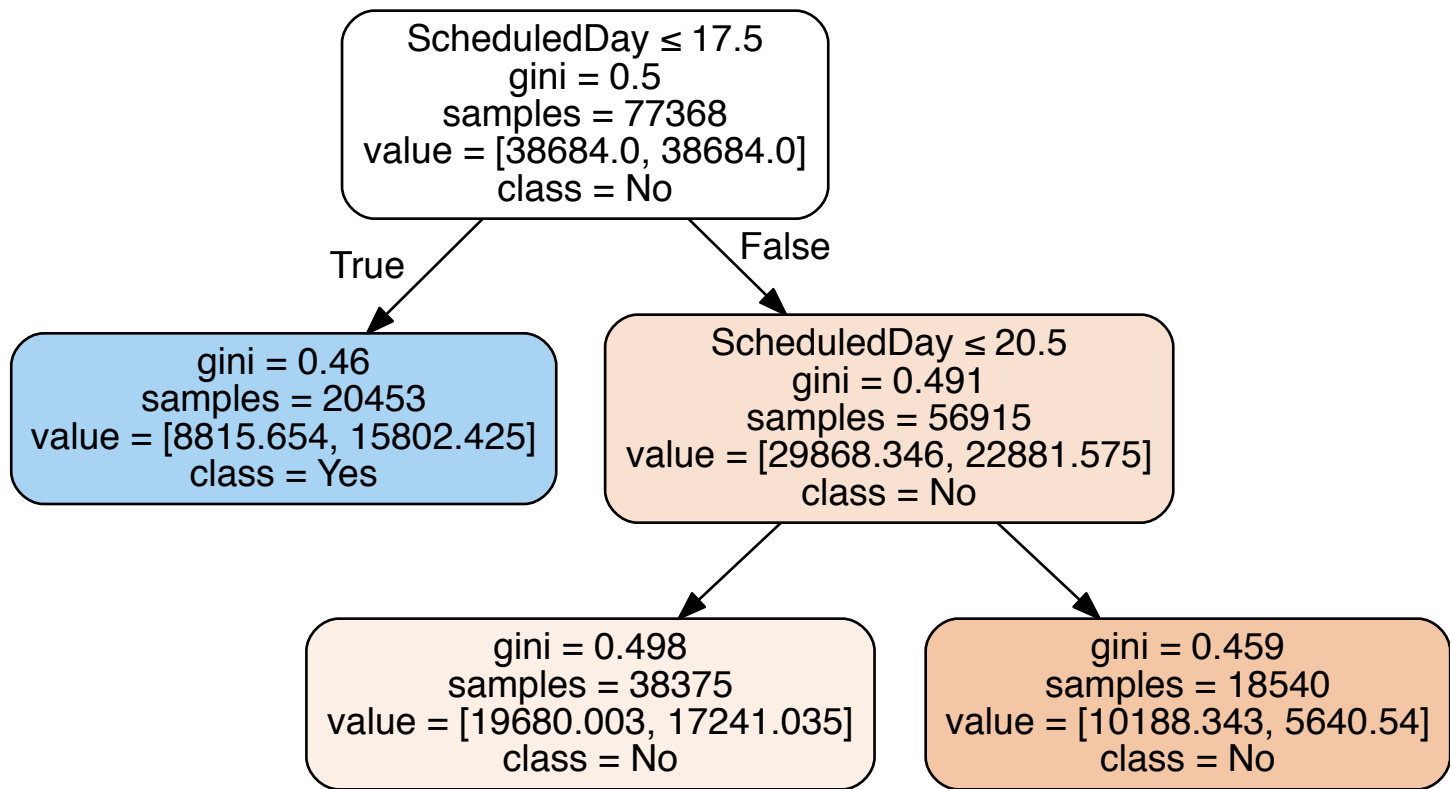 ScheduledDay ≤ 17.5
gini = 0.5
samples = 77368
value = [38684.0, 38684.0]
class = No
True
False
gini = 0.46
samples = 20453
value = [8815.654, 15802.425]
class = Yes
ScheduledDay ≤ 20.5
gini = 0.491
samples = 56915
value = [29868.346, 22881.575]
class = No
gini = 0.498
samples = 38375
value = [19680.003, 17241.035]
class = No
gini = 0.459
samples = 18540
value = [10188.343, 5640.54]
class = No